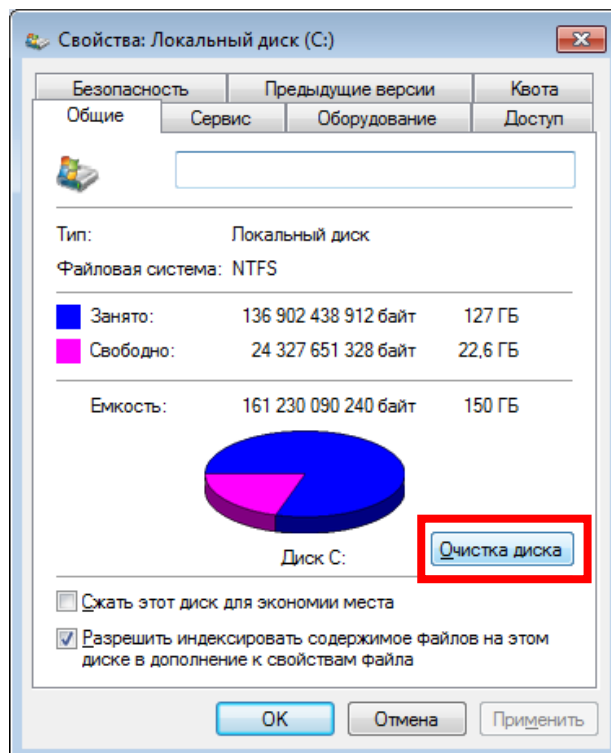 Свойства: Локальный диск (C:)
Безопасность Предыдущие версии Квота
Общие Сервис Оборудование Доступ
Тип: Локальный диск
Файловая система: NTFS
Занято: 136 902 438 912 байт 127 ГБ
Свободно: 24 327 651 328 байт 22,6 ГБ
Емкость: 161 230 090 240 байт 150 ГБ
Диск C: Очистка диска
Сжать этот диск для экономии места
Разрешить индексировать содержимое файлов на этом
диске в дополнение к свойствам файла
OK Отмена Применить